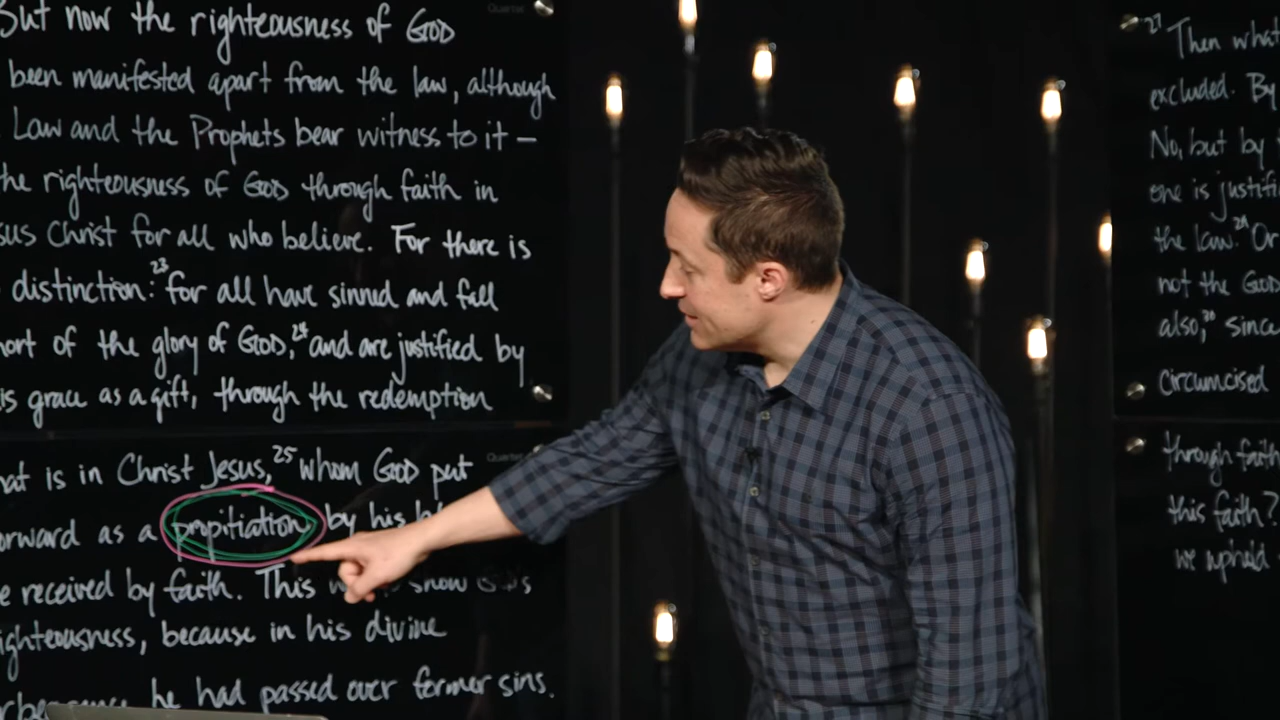 But now the righteousness of GOD
been manifested apart from the law, although
Law and the Prophets bear witness to it –
the righteousness of GOD through faith in
sus Christ for all who believe. For there is
distinction: 23 for all have sinned and fall
hort of the glory of GOD, 24 and are justified by
is grace as a gift, through the redemption
hat is in Christ Jesus, 25 whom GOD put
orward as a propitiation by his
e received by faith. This show
ighteousness, because in his divine
he had passed over former sins.
27 Then what
excluded. By
No, but by
one is justifi
the law. Or
not the GOD
also, since
circumcised
through faith
this faith?
we uphold